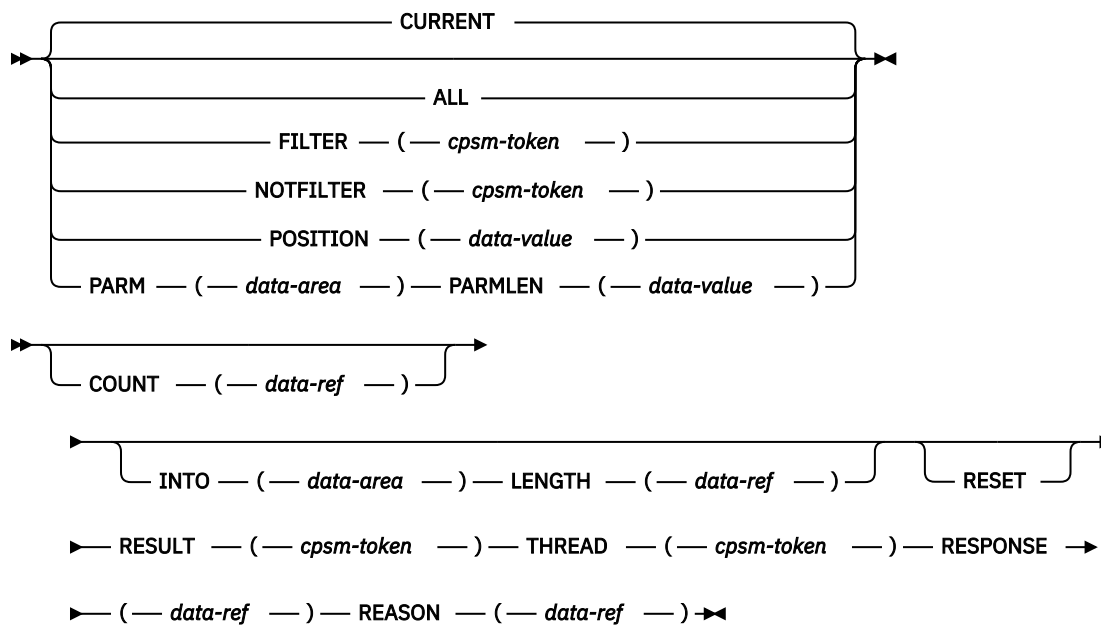 CURRENT
ALL
FILTER ( cpsm-token )
NOTFILTER ( cpsm-token )
POSITION ( data-value )
PARM ( data-area ) PARMLEN ( data-value )
COUNT ( data-ref )
INTO ( data-area ) LENGTH ( data-ref ) RESET
RESULT ( cpsm-token ) THREAD ( cpsm-token ) RESPONSE
( data-ref ) REASON ( data-ref )